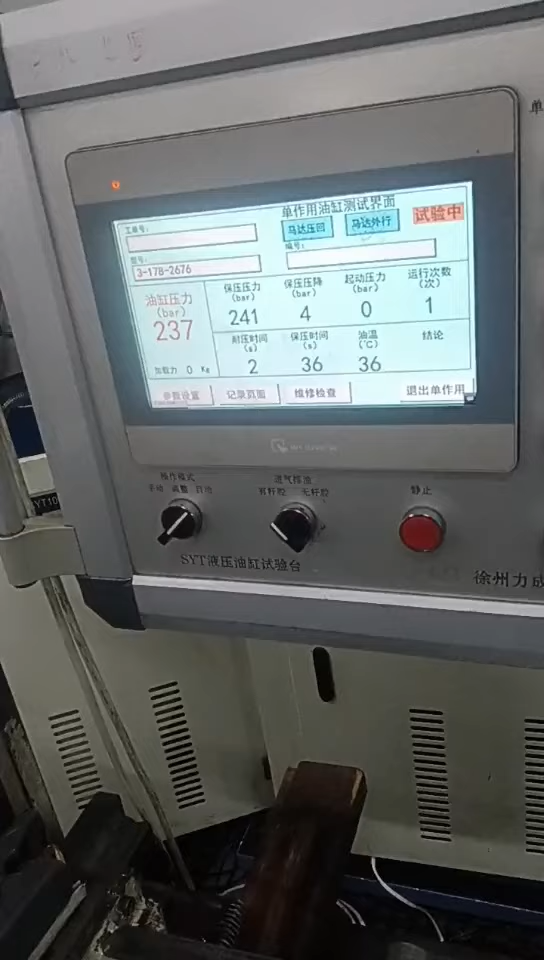 单
单作用油缸测试界面
工单号:
马达压回
马达外行
试验中
型号:
编号:
3-178-2676
油缸压力
(bar)
237
加载力 0 Kg
保压压力
(bar)
241
保压压降
(bar)
4
起动压力
(bar)
0
运行次数
(次)
1
耐压时间
(s)
2
保压时间
(s)
36
油温
(℃)
36
结论
参数设置
记录页面
维修检查
退出单作用
操作模式
手动 调整 自动
进气排油
有杆腔 无杆腔
静止
SYT液压油缸试验台
徐州力成
YT10